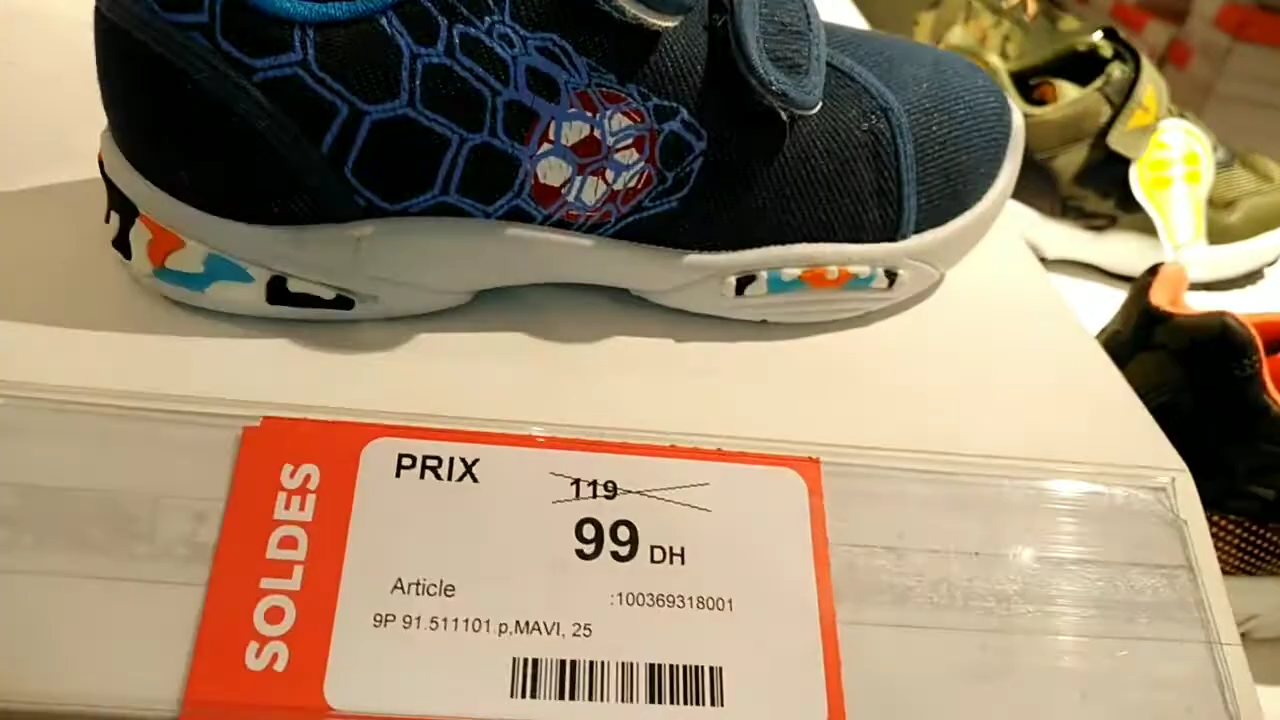 SOLDES
PRIX
119
99 DH
Article :100369318001
9P 91.511101.p,MAVI, 25